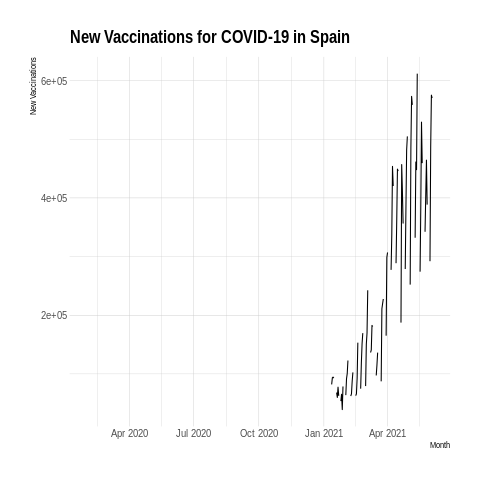 New Vaccinations for COVID-19 in Spain
New Vaccinations
6e+05
4e+05
2e+05
Apr 2020 Jul 2020 Oct 2020 Jan 2021 Apr 2021
Month